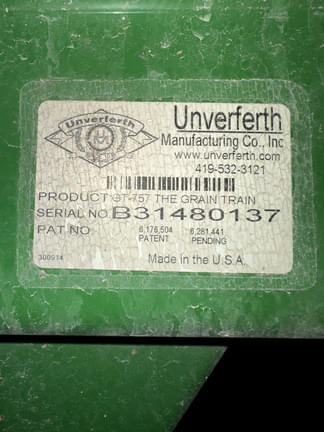 Unverferth
Unverferth
Manufacturing Co., Inc
www.unverferth.com
419-532-3121
PRODUCT GT-757 THE GRAIN TRAIN
SERIAL NO. B31480137
PAT NO. 6,176,504 6,281,441
PATENT PENDING
300914 Made in the U.S.A.